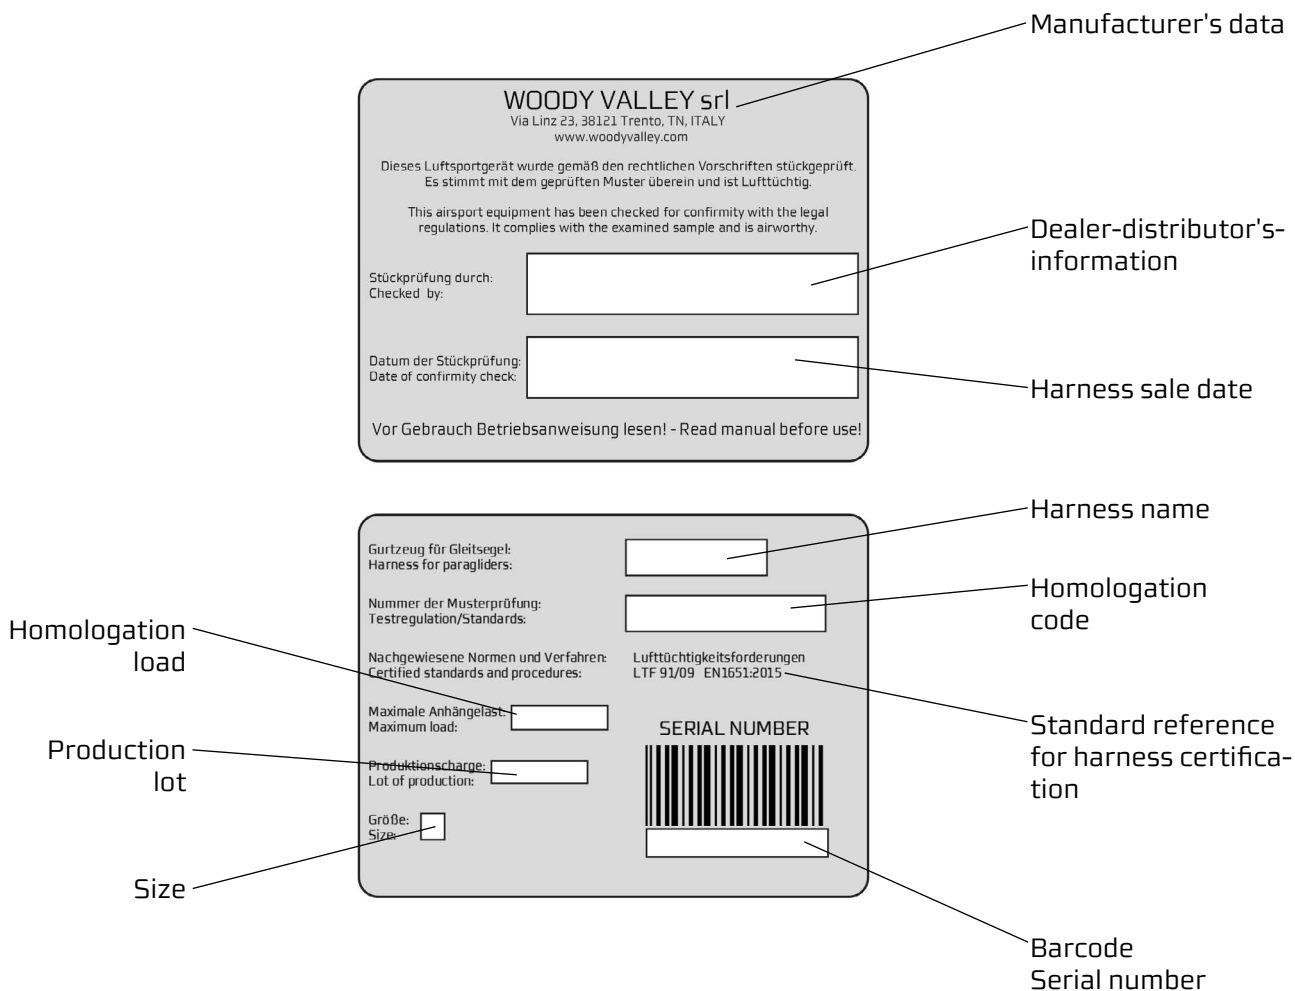 Manufacturer's data
WOODY VALLEY srl
Via Linz 23, 38121 Trento, TN, ITALY
www.woodyvalley.com
Dieses Luftsportgerät wurde gemäß den rechtlichen Vorschriften stückgeprüft.
Es stimmt mit dem geprüften Muster überein und ist Lufttüchtig.
This airsport equipment has been checked for confirmity with the legal
regulations. It complies with the examined sample and is airworthy.
Dealer-distributor's-
information
Stückprüfung durch:
Checked by:
Datum der Stückprüfung:
Date of confirmity check:
Harness sale date
Vor Gebrauch Betriebsanweisung lesen! - Read manual before use!
Harness name
Gurtzeug für Gleitsegel:
Harness for paragliders:
Homologation
code
Nummer der Musterprüfung:
Testregulation/Standards:
Homologation
load
Nachgewiesene Normen und Verfahren:
Certified standards and procedures:
Lufttüchtigkeitsforderungen
LTF 91/09 EN1651:2015
Maximale Anhängelast:
Maximum load:
SERIAL NUMBER
Standard reference
for harness certifica-
tion
Production
lot
Produktionscharge:
Lot of production:
Größe:
Size:
Size
Barcode
Serial number